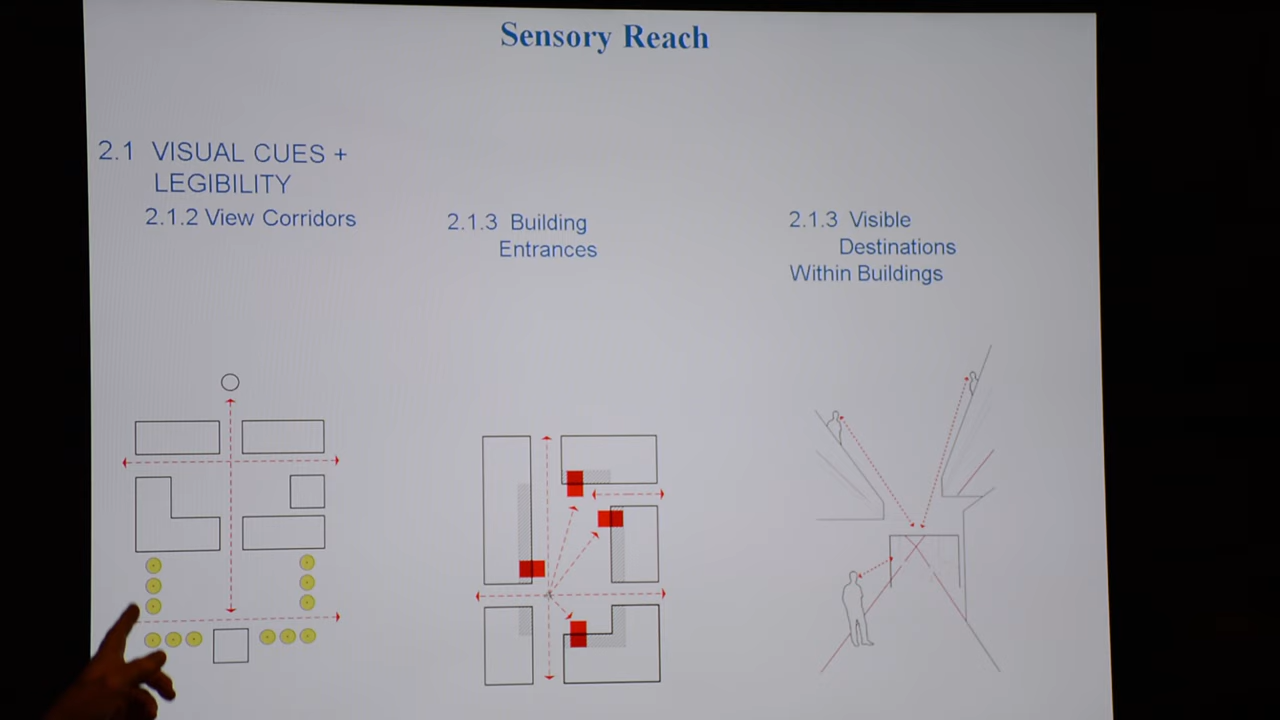 Sensory Reach
2.1 VISUAL CUES +
LEGIBILITY
2.1.2 View Corridors
2.1.3 Building
Entrances
2.1.3 Visible
Destinations
Within Buildings